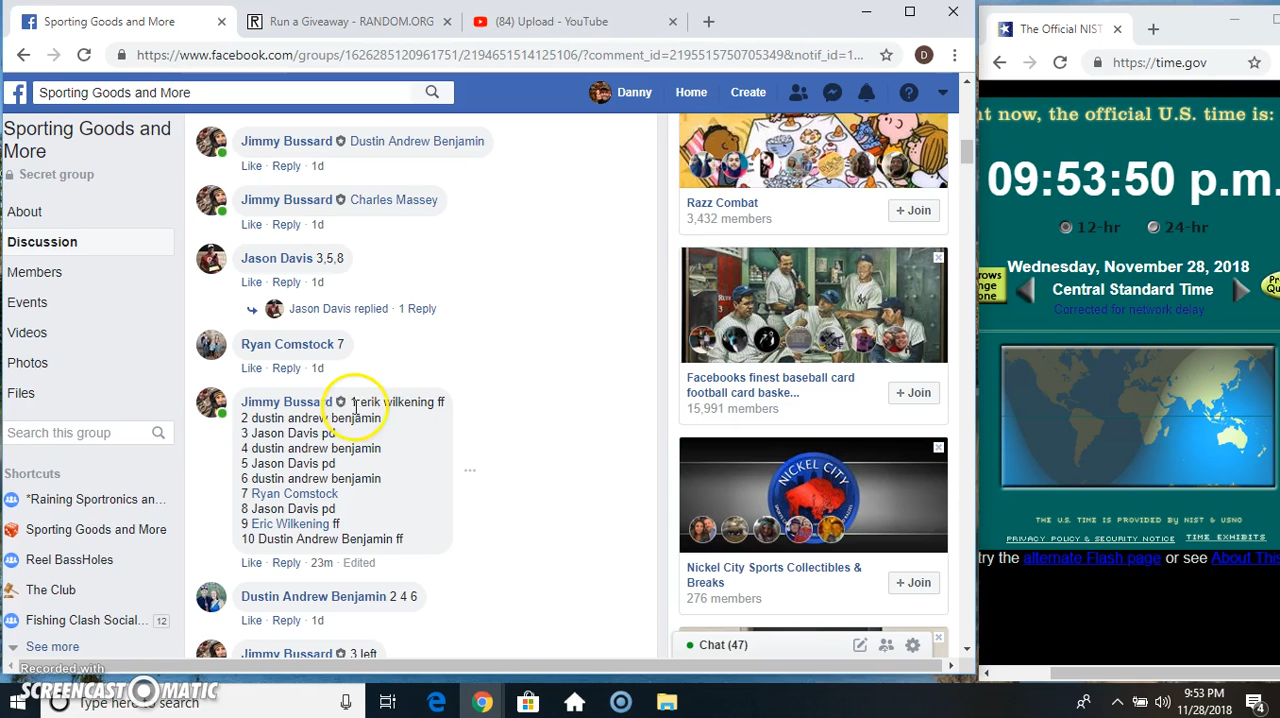 Sporting Goods and More
Run a Giveaway - RANDOM.ORG
(84) Upload - YouTube
https://www.facebook.com/groups/1626285120961751/2194651514125106/?comment_id=2195515750705349&notif_id=1...
D
Sporting Goods and More
Danny
Home
Create
Sporting Goods and
More
Secret group
About
Discussion
Members
Events
Videos
Photos
Files
Search this group
Shortcuts
*Raining Sportronics an...
Sporting Goods and More
Reel BassHoles
The Club
Fishing Clash Social... 12
See more
Jimmy Bussard Dustin Andrew Benjamin
Like · Reply · 1d
Jimmy Bussard Charles Massey
Like · Reply · 1d
Jason Davis 3,5,8
Like · Reply · 1d
Jason Davis replied · 1 Reply
Ryan Comstock 7
Like · Reply · 1d
Jimmy Bussard 1 erik wilkening ff
2 dustin andrew benjamin
3 Jason Davis pd
4 dustin andrew benjamin
5 Jason Davis pd
6 dustin andrew benjamin
7 Ryan Comstock
8 Jason Davis pd
9 Eric Wilkening ff
10 Dustin Andrew Benjamin ff
Like · Reply · 23m · Edited
Dustin Andrew Benjamin 2 4 6
Like · Reply · 1d
Jimmy Bussard 3 left
Razz Combat
3,432 members
+ Join
Facebooks finest baseball card
football card baske...
15,991 members
+ Join
NICKEL CITY
Nickel City Sports Collectibles &
Breaks
276 members
+ Join
Chat (47)
The Official NIST
https://time.gov
t now, the official U.S. time is:
09:53:50 p.m.
12-hr
24-hr
Wednesday, November 28, 2018
Central Standard Time
Corrected for network delay
THE U.S. TIME IS PROVIDED BY NIST & USNO
PRIVACY POLICY & SECURITY NOTICE
TIME EXHIBITS
try the alternate Flash page or see About This
Recorded with
SCREENCAST-O-MATIC
Type here to search
9:53 PM
11/28/2018
4